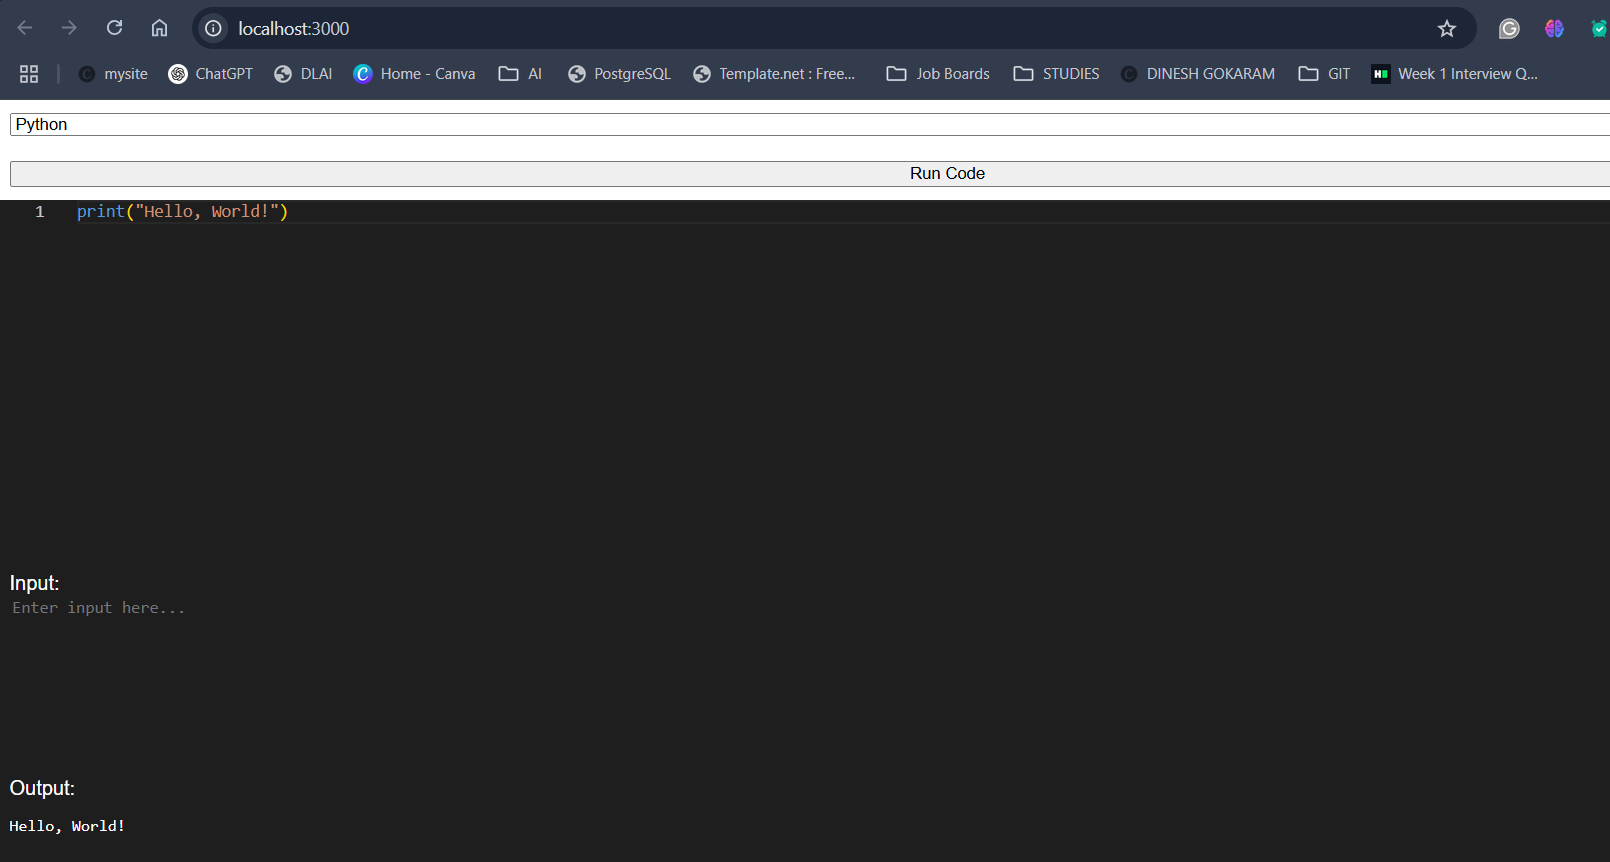 localhost:3000
mysite ChatGPT DLAI Home - Canva AI PostgreSQL Template.net : Free... Job Boards STUDIES DINESH GOKARAM GIT Week 1 Interview Q...
Python
Run Code
1 print("Hello, World!")
Input:
Enter input here...
Output:
Hello, World!